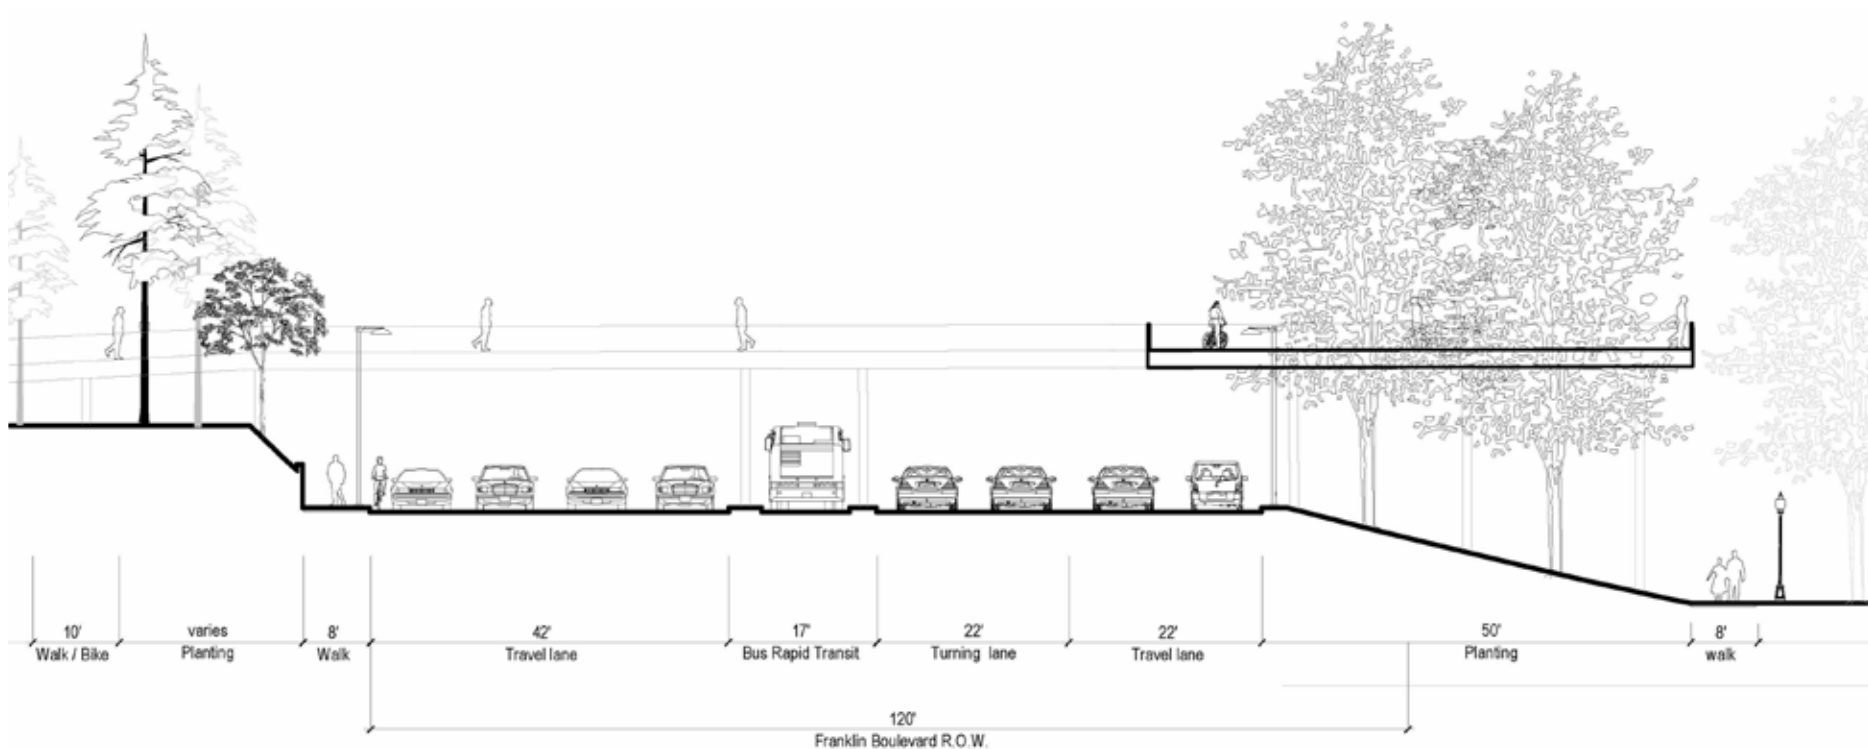 10' varies 8' 42' 17' 22' 22' 50' 8'
Walk / Bike Planting Walk Travel lane Bus Rapid Transit Turning lane Travel lane Planting walk
120'
Franklin Boulevard R.O.W.